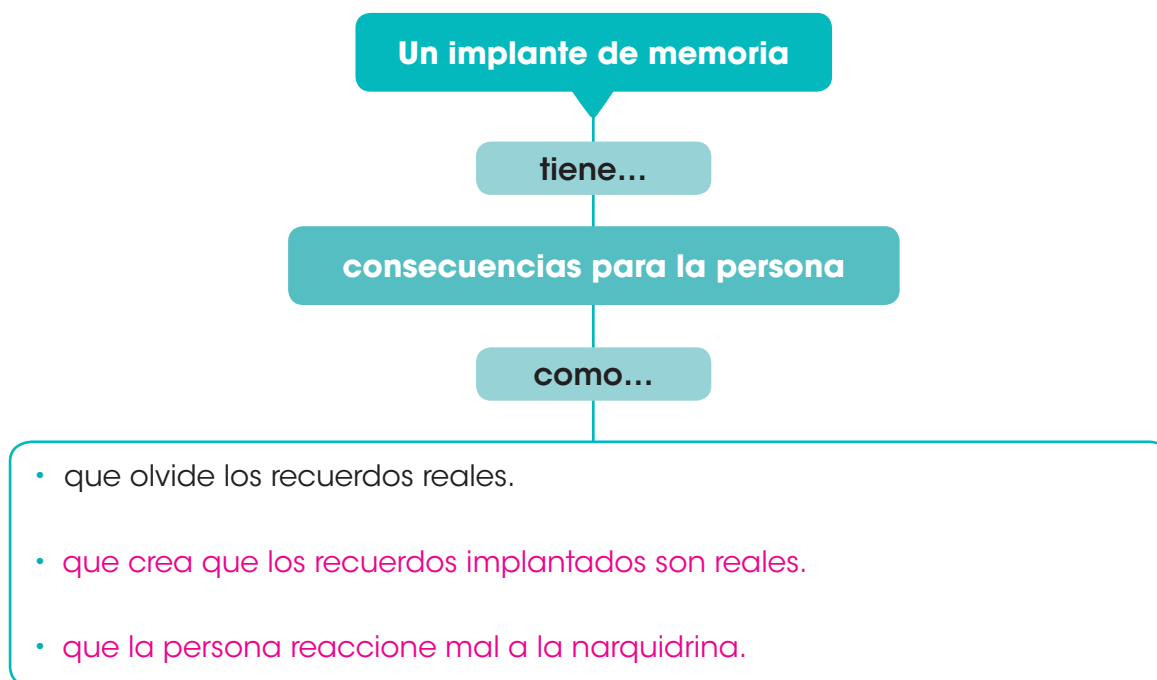 Un implante de memoria
tiene...
consecuencias para la persona
como...
• que olvide los recuerdos reales.
• que crea que los recuerdos implantados son reales.
• que la persona reaccione mal a la narquidrina.